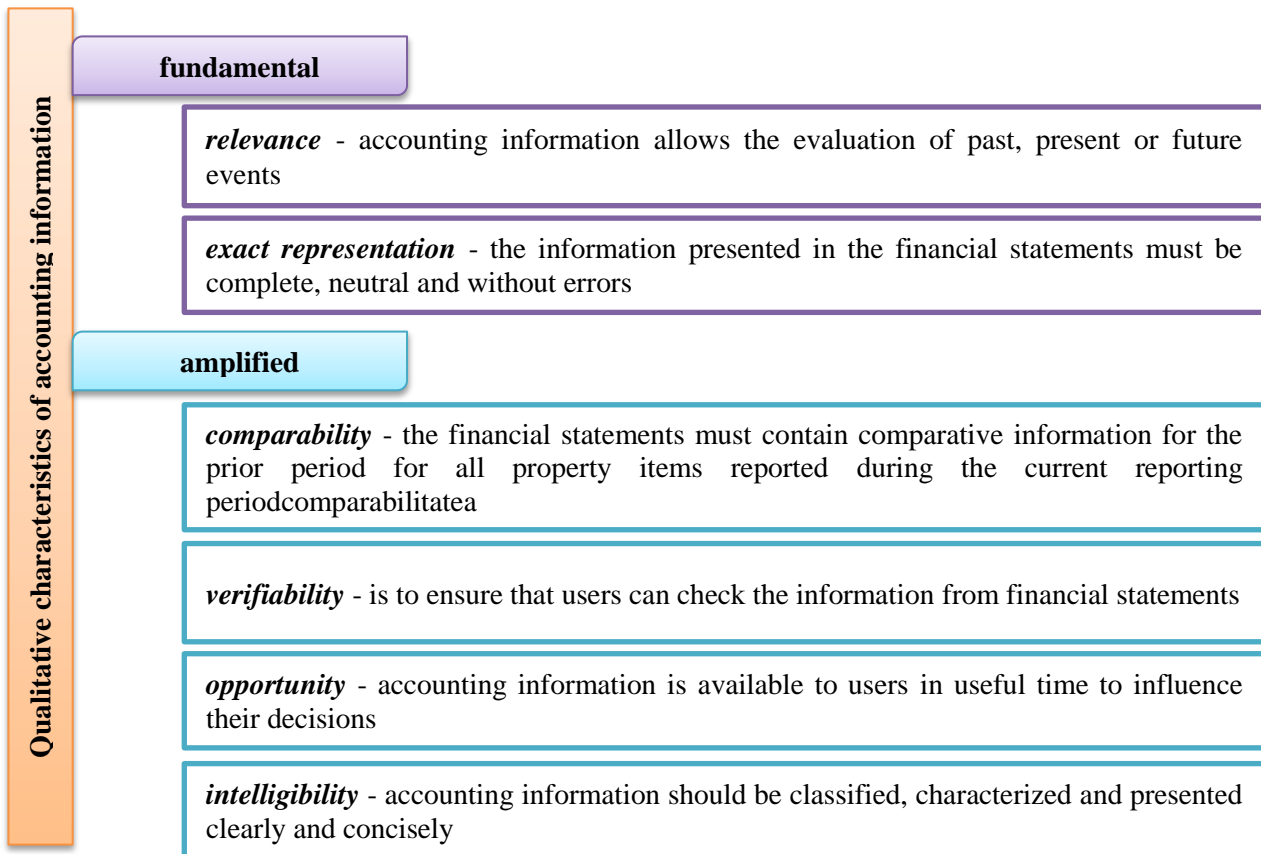 Qualitative characteristics of accounting information
fundamental
relevance - accounting information allows the evaluation of past, present or future
events
exact representation - the information presented in the financial statements must be
complete, neutral and without errors
amplified
comparability - the financial statements must contain comparative information for the
prior period for all property items reported during the current reporting
periodcomparabilitatea
verifiability - is to ensure that users can check the information from financial statements
opportunity - accounting information is available to users in useful time to influence
their decisions
intelligibility - accounting information should be classified, characterized and presented
clearly and concisely